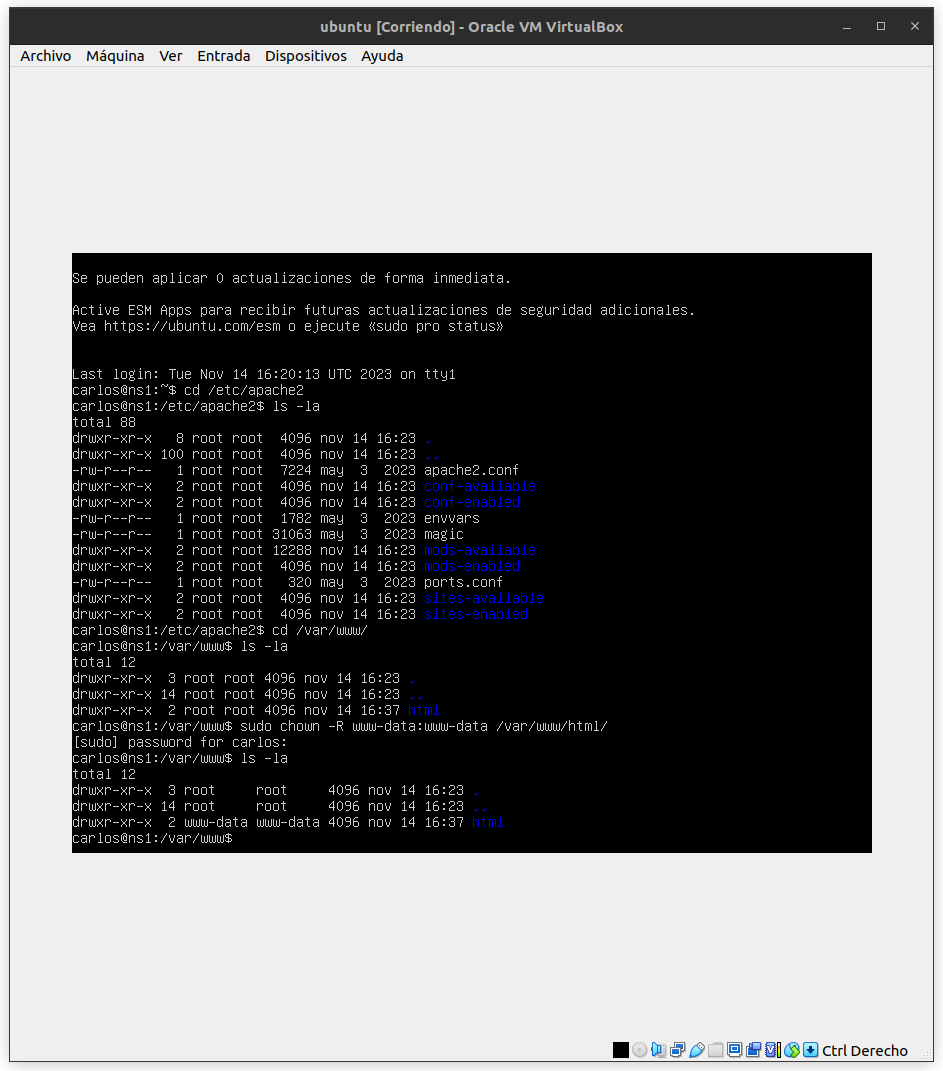 ubuntu [Corriendo] - Oracle VM VirtualBox
Archivo Máquina Ver Entrada Dispositivos Ayuda
Se pueden aplicar 0 actualizaciones de forma inmediata.
Active ESM Apps para recibir futuras actualizaciones de seguridad adicionales.
Vea https://ubuntu.com/esm o ejecute «sudo pro status»
Last login: Tue Nov 14 16:20:13 UTC 2023 on tty1
carlos@ns1:~$ cd /etc/apache2
carlos@ns1:/etc/apache2$ ls -la
total 88
drwxr-xr-x   8 root root  4096 nov 14 16:23 .
drwxr-xr-x 100 root root  4096 nov 14 16:23 ..
-rw-r--r--   1 root root  7224 may  3  2023 apache2.conf
drwxr-xr-x   2 root root  4096 nov 14 16:23 conf-available
drwxr-xr-x   2 root root  4096 nov 14 16:23 conf-enabled
-rw-r--r--   1 root root  1782 may  3  2023 envvars
-rw-r--r--   1 root root 31063 may  3  2023 magic
drwxr-xr-x   2 root root 12288 nov 14 16:23 mods-available
drwxr-xr-x   2 root root  4096 nov 14 16:23 mods-enabled
-rw-r--r--   1 root root   320 may  3  2023 ports.conf
drwxr-xr-x   2 root root  4096 nov 14 16:23 sites-available
drwxr-xr-x   2 root root  4096 nov 14 16:23 sites-enabled
carlos@ns1:/etc/apache2$ cd /var/www/
carlos@ns1:/var/www$ ls -la
total 12
drwxr-xr-x  3 root root 4096 nov 14 16:23 .
drwxr-xr-x 14 root root 4096 nov 14 16:23 ..
drwxr-xr-x  2 root root 4096 nov 14 16:37 html
carlos@ns1:/var/www$ sudo chown -R www-data:www-data /var/www/html/
[sudo] password for carlos:
carlos@ns1:/var/www$ ls -la
total 12
drwxr-xr-x  3 root     root     4096 nov 14 16:23 .
drwxr-xr-x 14 root     root     4096 nov 14 16:23 ..
drwxr-xr-x  2 www-data www-data 4096 nov 14 16:37 html
carlos@ns1:/var/www$
Ctrl Derecho